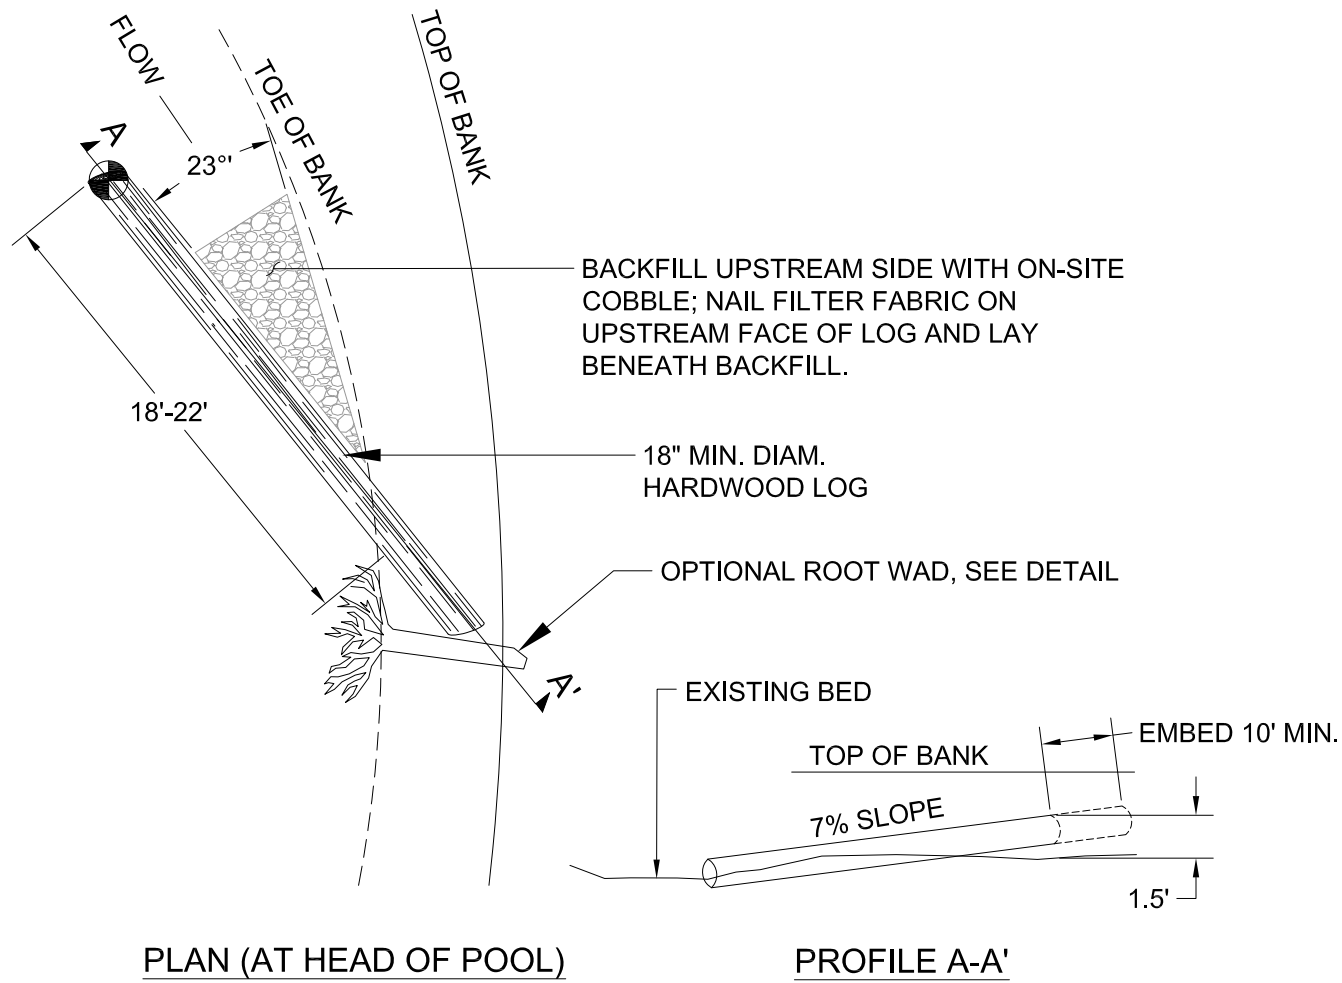 FLOW
TOP OF BANK
TOE OF BANK
A
23°'
BACKFILL UPSTREAM SIDE WITH ON-SITE
COBBLE; NAIL FILTER FABRIC ON
UPSTREAM FACE OF LOG AND LAY
BENEATH BACKFILL.
18'-22'
18" MIN. DIAM.
HARDWOOD LOG
OPTIONAL ROOT WAD, SEE DETAIL
A'
EXISTING BED
EMBED 10' MIN.
TOP OF BANK
7% SLOPE
1.5'
PLAN (AT HEAD OF POOL)
PROFILE A-A'